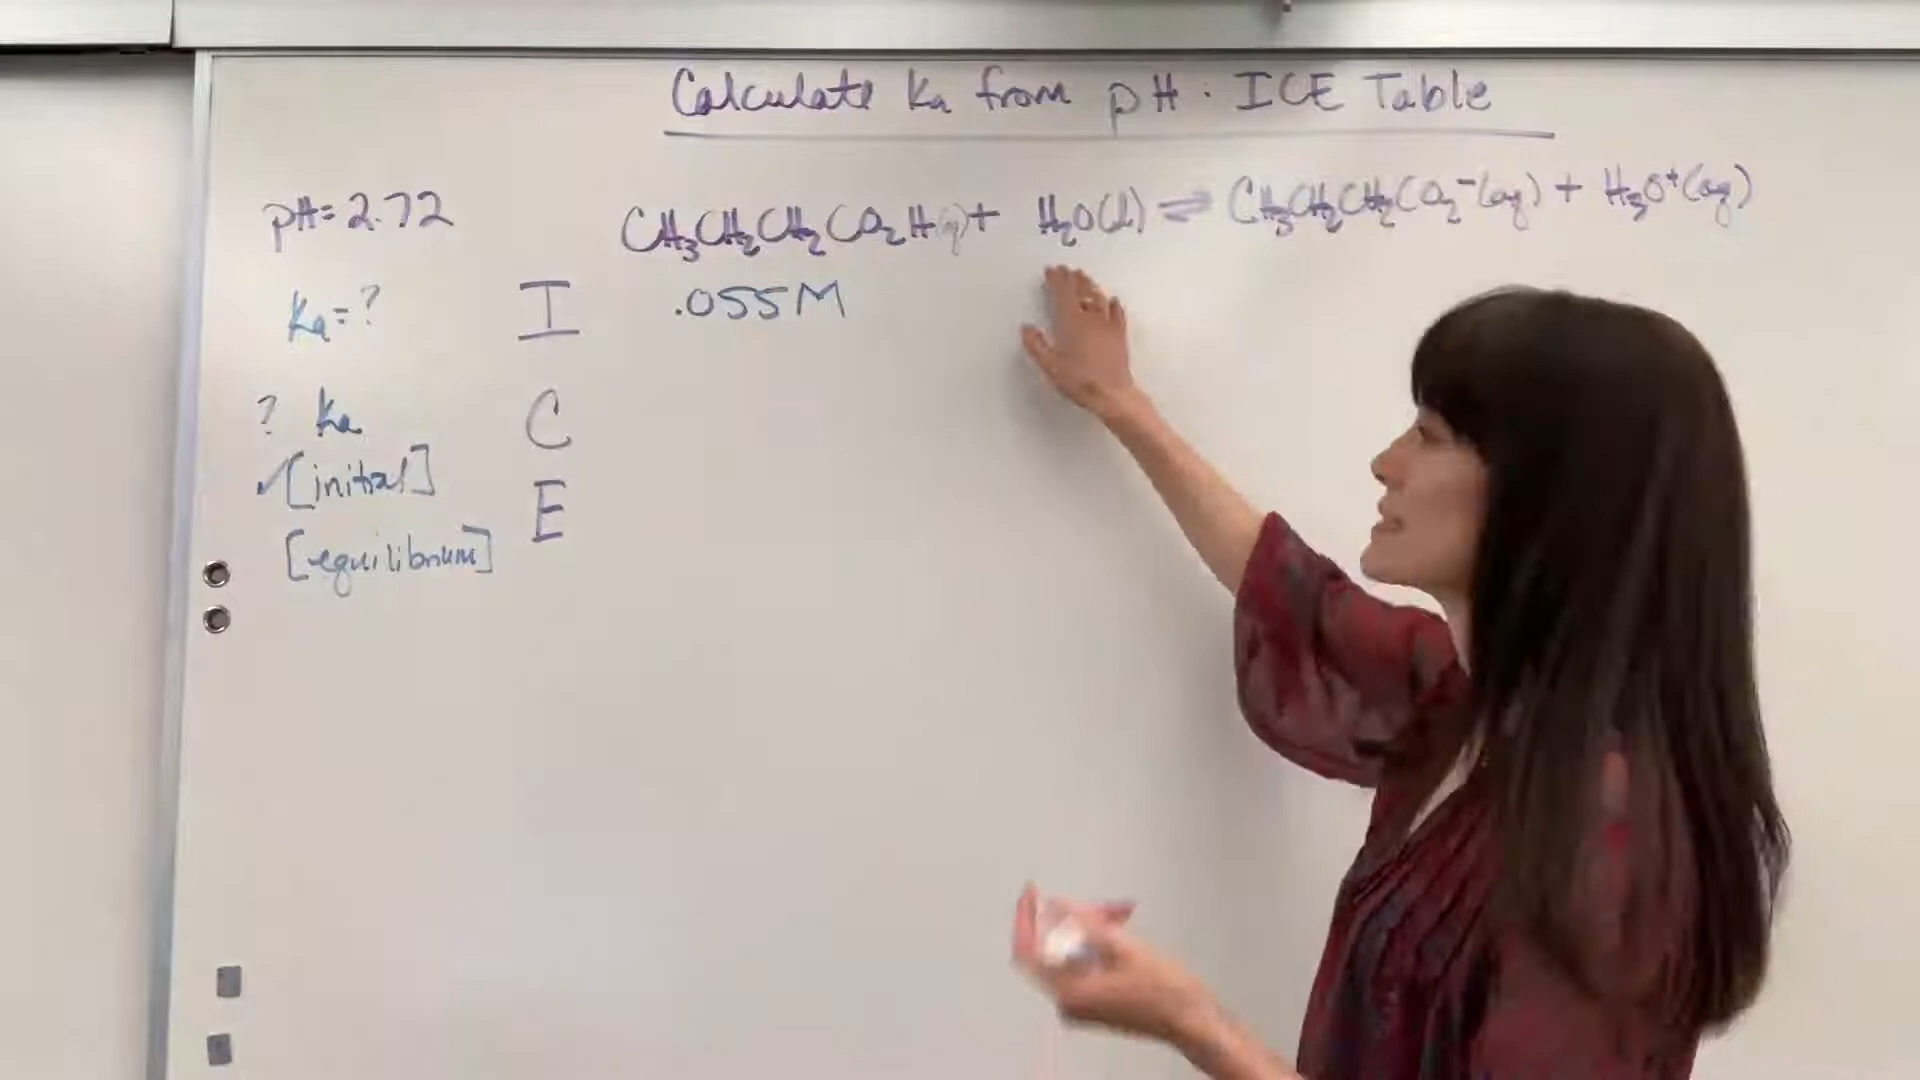 Calculate Ka from pH: ICE Table
pH=2.72
CH₃CH₂CH₂CO₂H(q)+ H₂O(l) ⇌ CH₃CH₂CH₂CO₂⁻(aq) + H₃O⁺(aq)
Ka=?
I .055M
? Ka
C
✓[initial]
E
[equilibrium]